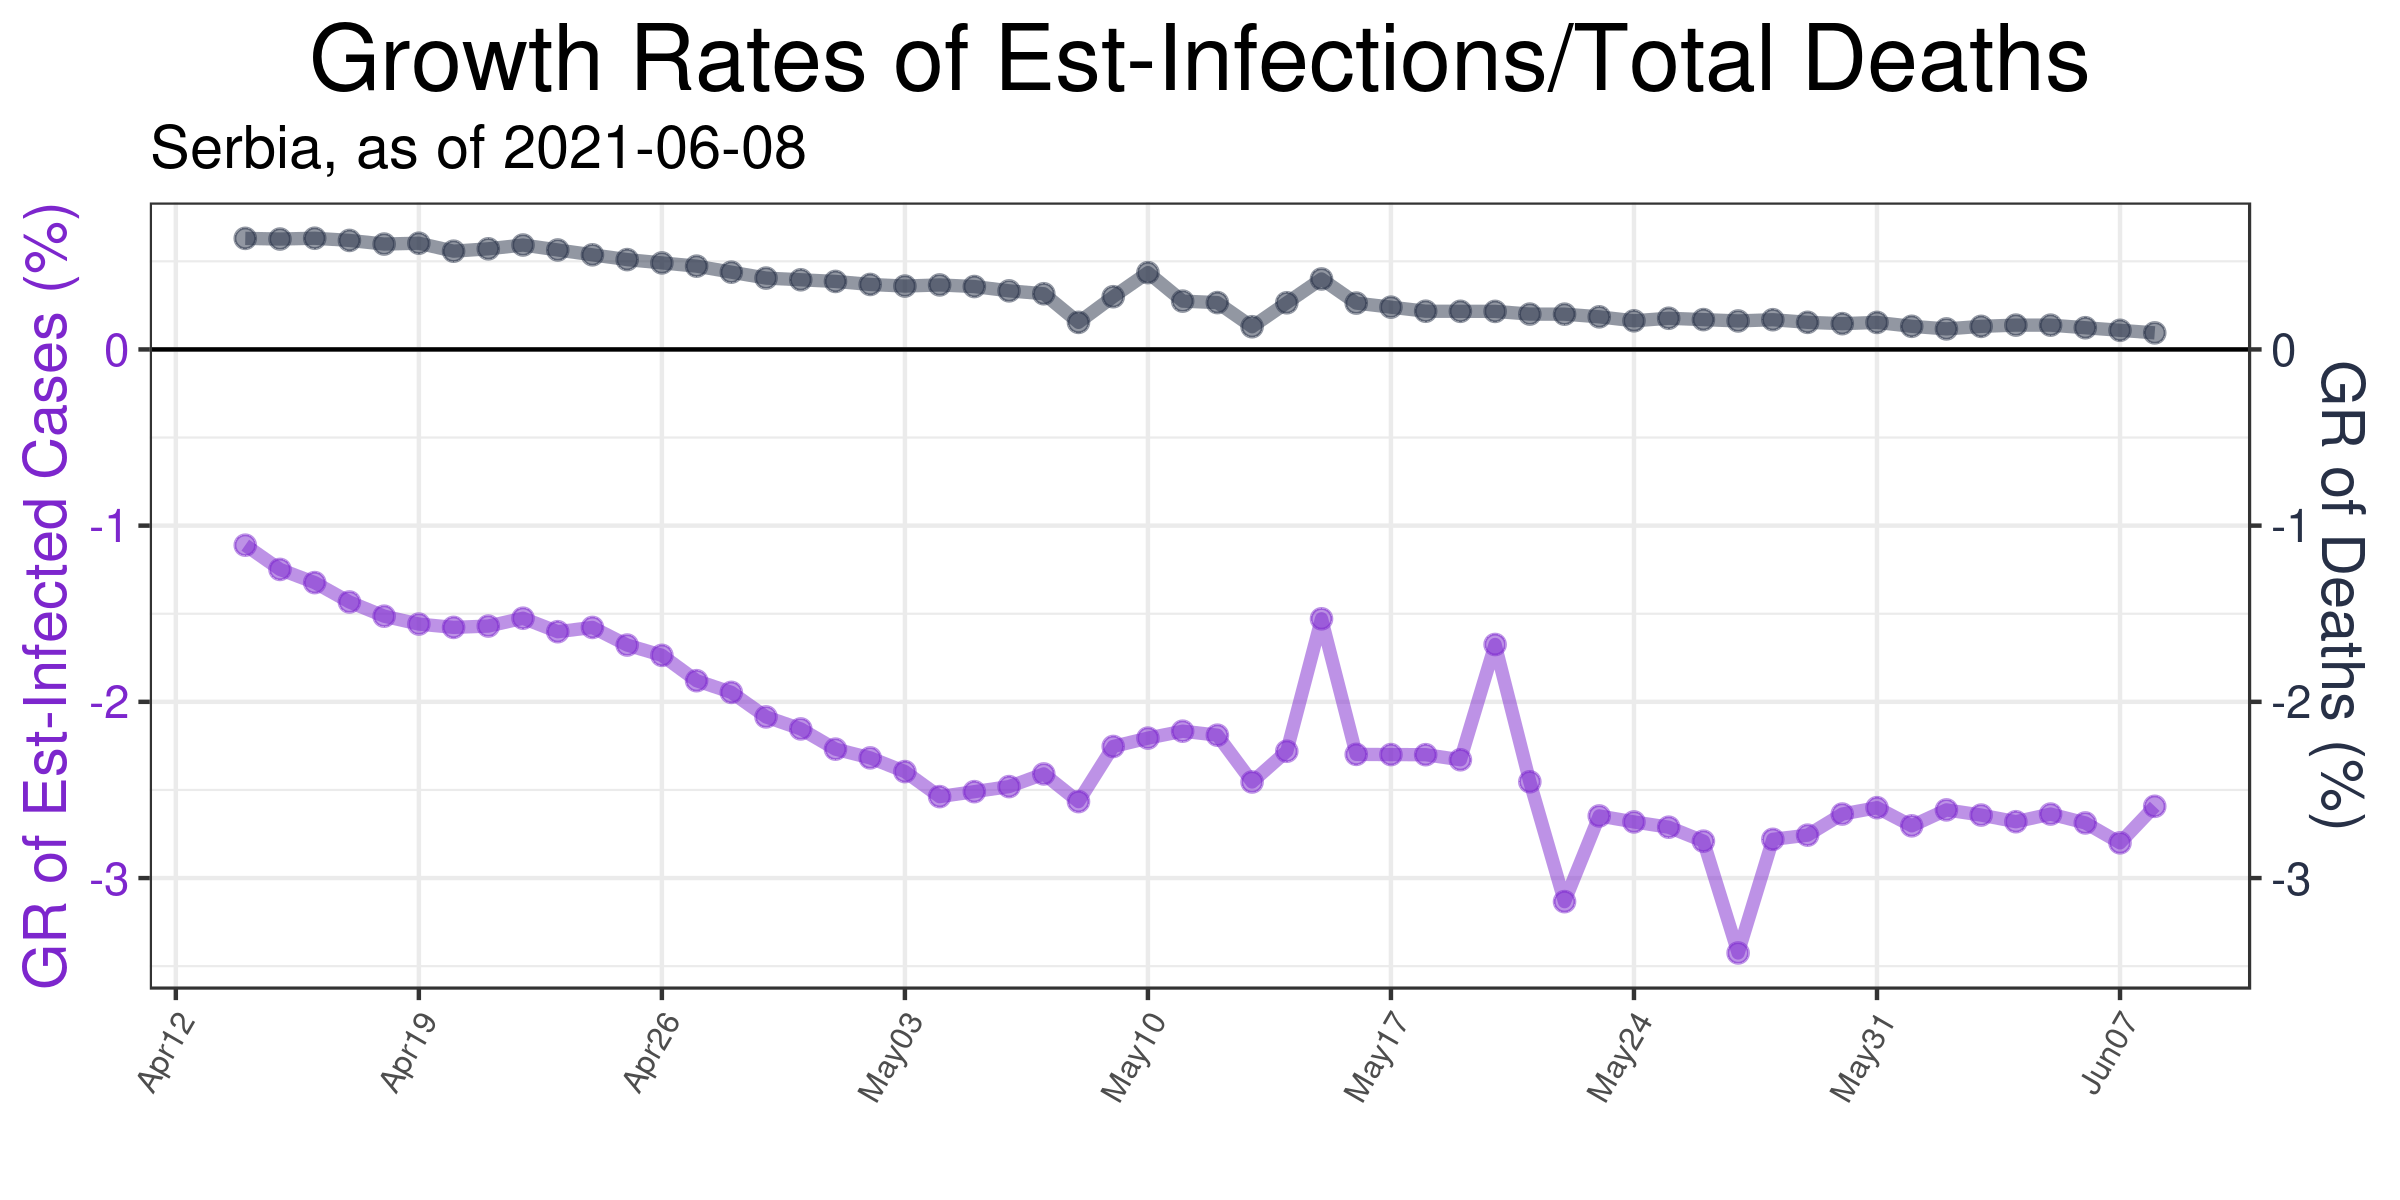 Growth Rates of Est-Infections/Total Deaths
Serbia, as of 2021-06-08
GR of Est-Infected Cases (%)
0
-1
-2
-3
0
-1
-2
-3
GR of Deaths (%)
Apr12
Apr19
Apr26
May03
May10
May17
May24
May31
Jun07